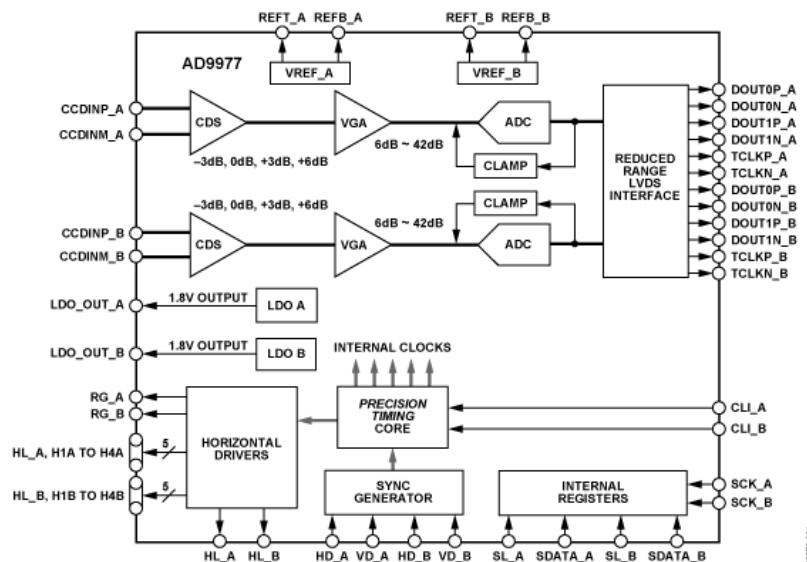 REFT_A REFB_A REFT_B REFB_B
AD9977
VREF_A VREF_B
CCDINP_A
CCDINM_A
CDS VGA ADC
–3dB, 0dB, +3dB, +6dB
6dB ~ 42dB
CLAMP
CLAMP
–3dB, 0dB, +3dB, +6dB
6dB ~ 42dB
CCDINP_B
CCDINM_B
CDS VGA ADC
REDUCED
RANGE
LVDS
INTERFACE
DOUT0P_A
DOUT0N_A
DOUT1P_A
DOUT1N_A
TCLKP_A
TCLKN_A
DOUT0P_B
DOUT0N_B
DOUT1P_B
DOUT1N_B
TCLKP_B
TCLKN_B
LDO_OUT_A 1.8V OUTPUT LDO A
LDO_OUT_B 1.8V OUTPUT LDO B
INTERNAL CLOCKS
RG_A
RG_B
HL_A, H1A TO H4A 5
HL_B, H1B TO H4B 5
HORIZONTAL
DRIVERS
PRECISION
TIMING
CORE
CLI_A
CLI_B
SYNC
GENERATOR
INTERNAL
REGISTERS
SCK_A
SCK_B
HL_A HL_B HD_A VD_A HD_B VD_B SL_A SDATA_A SL_B SDATA_B